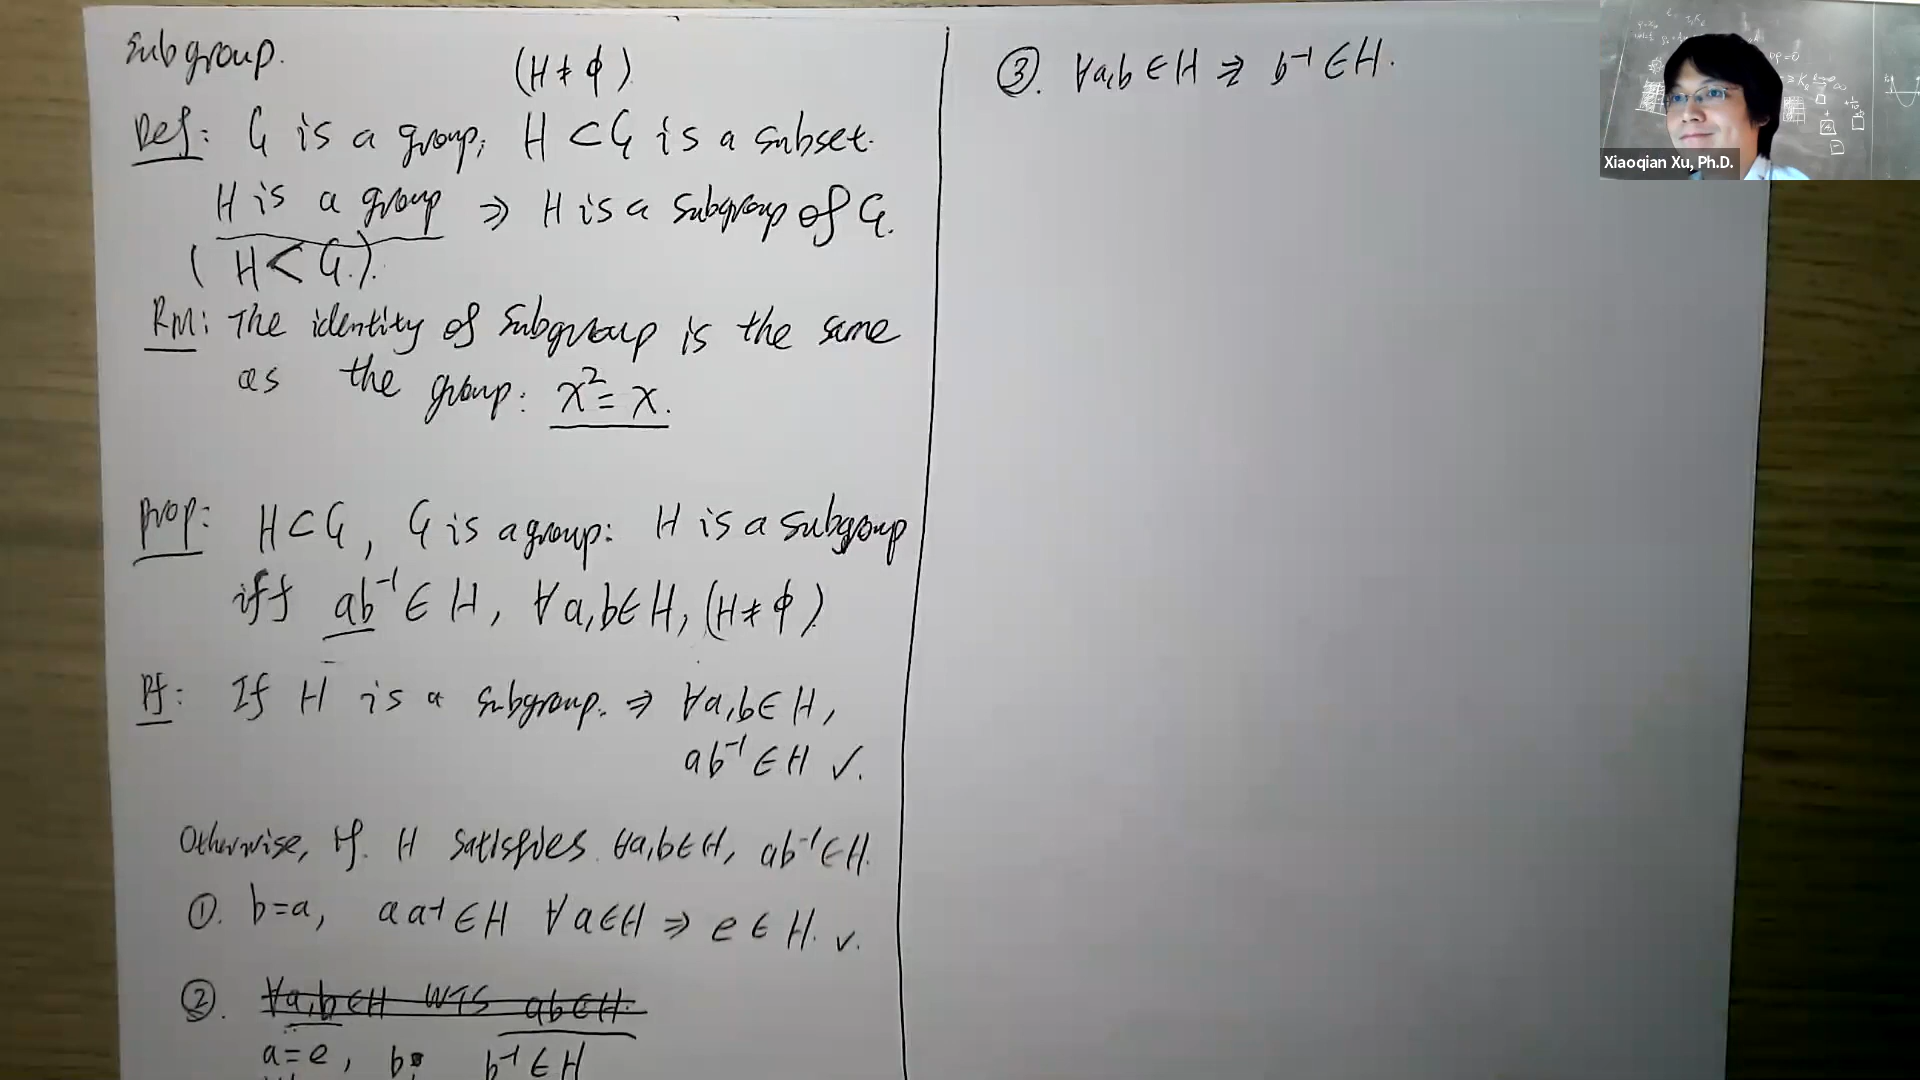 Subgroup.
(H ≠ ∅).
Def: G is a group; H ⊂ G is a subset.
H is a group ⇒ H is a subgroup of G.
(H < G.).
RM: The identity of subgroup is the same
as the group: x² = x.
prop: H ⊂ G, G is a group: H is a subgroup
iff ab⁻¹ ∈ H, ∀ a,b ∈ H, (H ≠ ∅)
Pf: If H is a subgroup. ⇒ ∀a,b ∈ H,
ab⁻¹ ∈ H ✓.
Otherwise, if. H satisfies ∀a,b ∈ H, ab⁻¹ ∈ H.
①. b=a, aa⁻¹ ∈ H ∀ a ∈ H ⇒ e ∈ H. ✓.
②. ∀a,b ∈ H WTS ab ∈ H.
a = e, b; b⁻¹ ∈ H
③. ∀a,b ∈ H ⇒ b⁻¹ ∈ H.
Xiaoqian Xu, Ph.D.